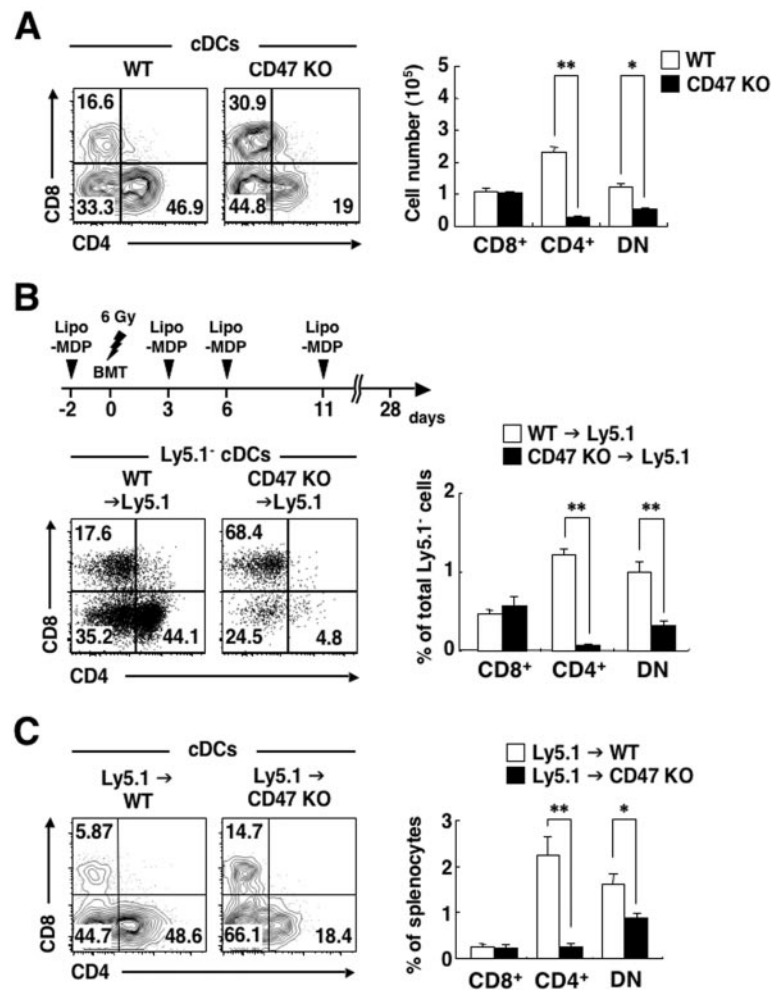 A
cDCs
WT
CD47 KO
CD8
16.6
33.3
46.9
30.9
44.8
19
CD4
Cell number (10⁵)
5
4
3
2
1
0
**
*
WT
CD47 KO
CD8⁺
CD4⁺
DN
B
6 Gy
Lipo
-MDP
Lipo
-MDP
Lipo
-MDP
Lipo
-MDP
BMT
-2
0
3
6
11
28
days
Ly5.1⁻ cDCs
WT
→Ly5.1
CD47 KO
→Ly5.1
CD8
17.6
35.2
44.1
68.4
24.5
4.8
CD4
WT → Ly5.1
CD47 KO → Ly5.1
% of total Ly5.1⁻ cells
2
1
0
**
**
CD8⁺
CD4⁺
DN
C
cDCs
Ly5.1 →
WT
Ly5.1 →
CD47 KO
CD8
5.87
44.7
48.6
14.7
66.1
18.4
CD4
Ly5.1 → WT
Ly5.1 → CD47 KO
% of splenocytes
3
2
1
0
**
*
CD8⁺
CD4⁺
DN